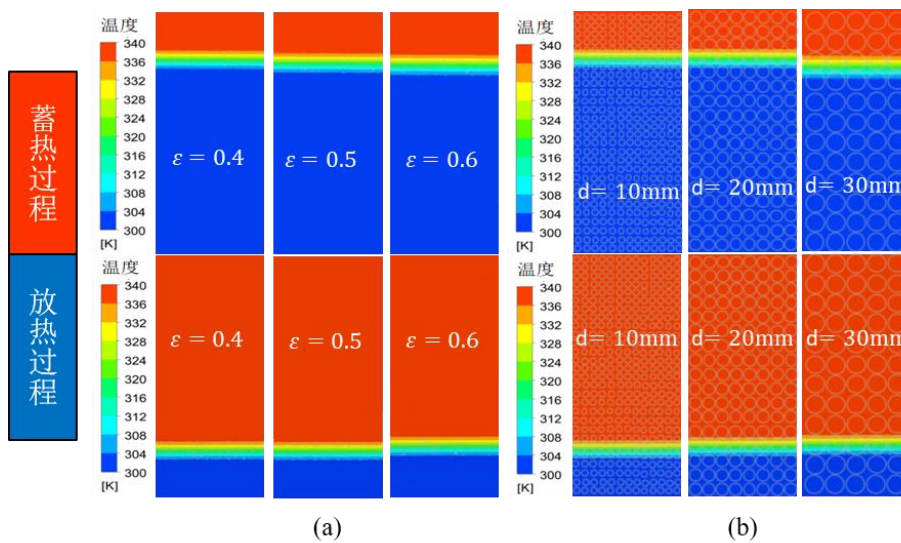 蓄热过程
放热过程
温度
340
336
332
328
324
320
316
312
308
304
300
[K]
ε = 0.4
ε = 0.5
ε = 0.6
温度
340
336
332
328
324
320
316
312
308
304
300
[K]
d= 10mm
d= 20mm
d= 30mm
温度
340
336
332
328
324
320
316
312
308
304
300
[K]
ε = 0.4
ε = 0.5
ε = 0.6
温度
340
336
332
328
324
320
316
312
308
304
300
[K]
d= 10mm
d= 20mm
d= 30mm
(a)
(b)